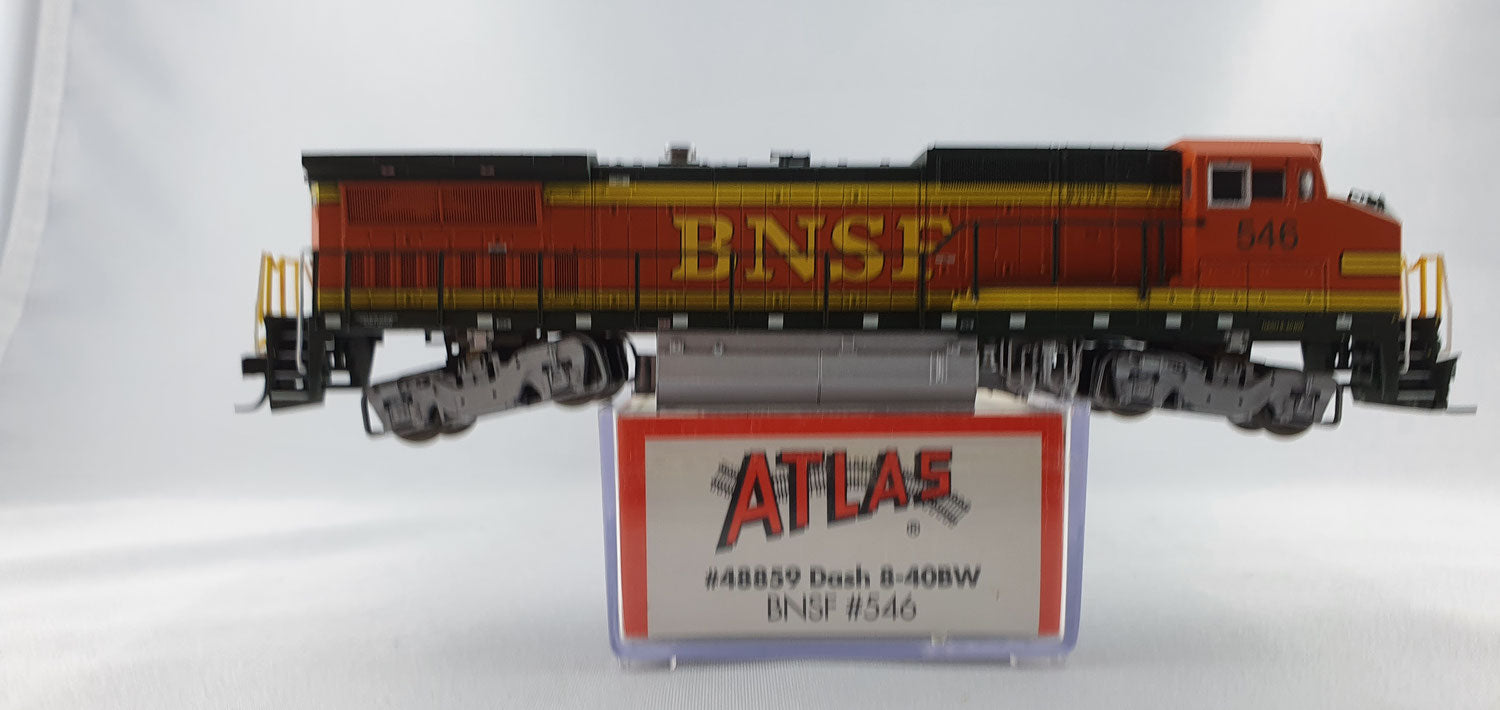 BNSF
546
ATLAS
®
#48859 Dash 8-40BW
BNSF #546